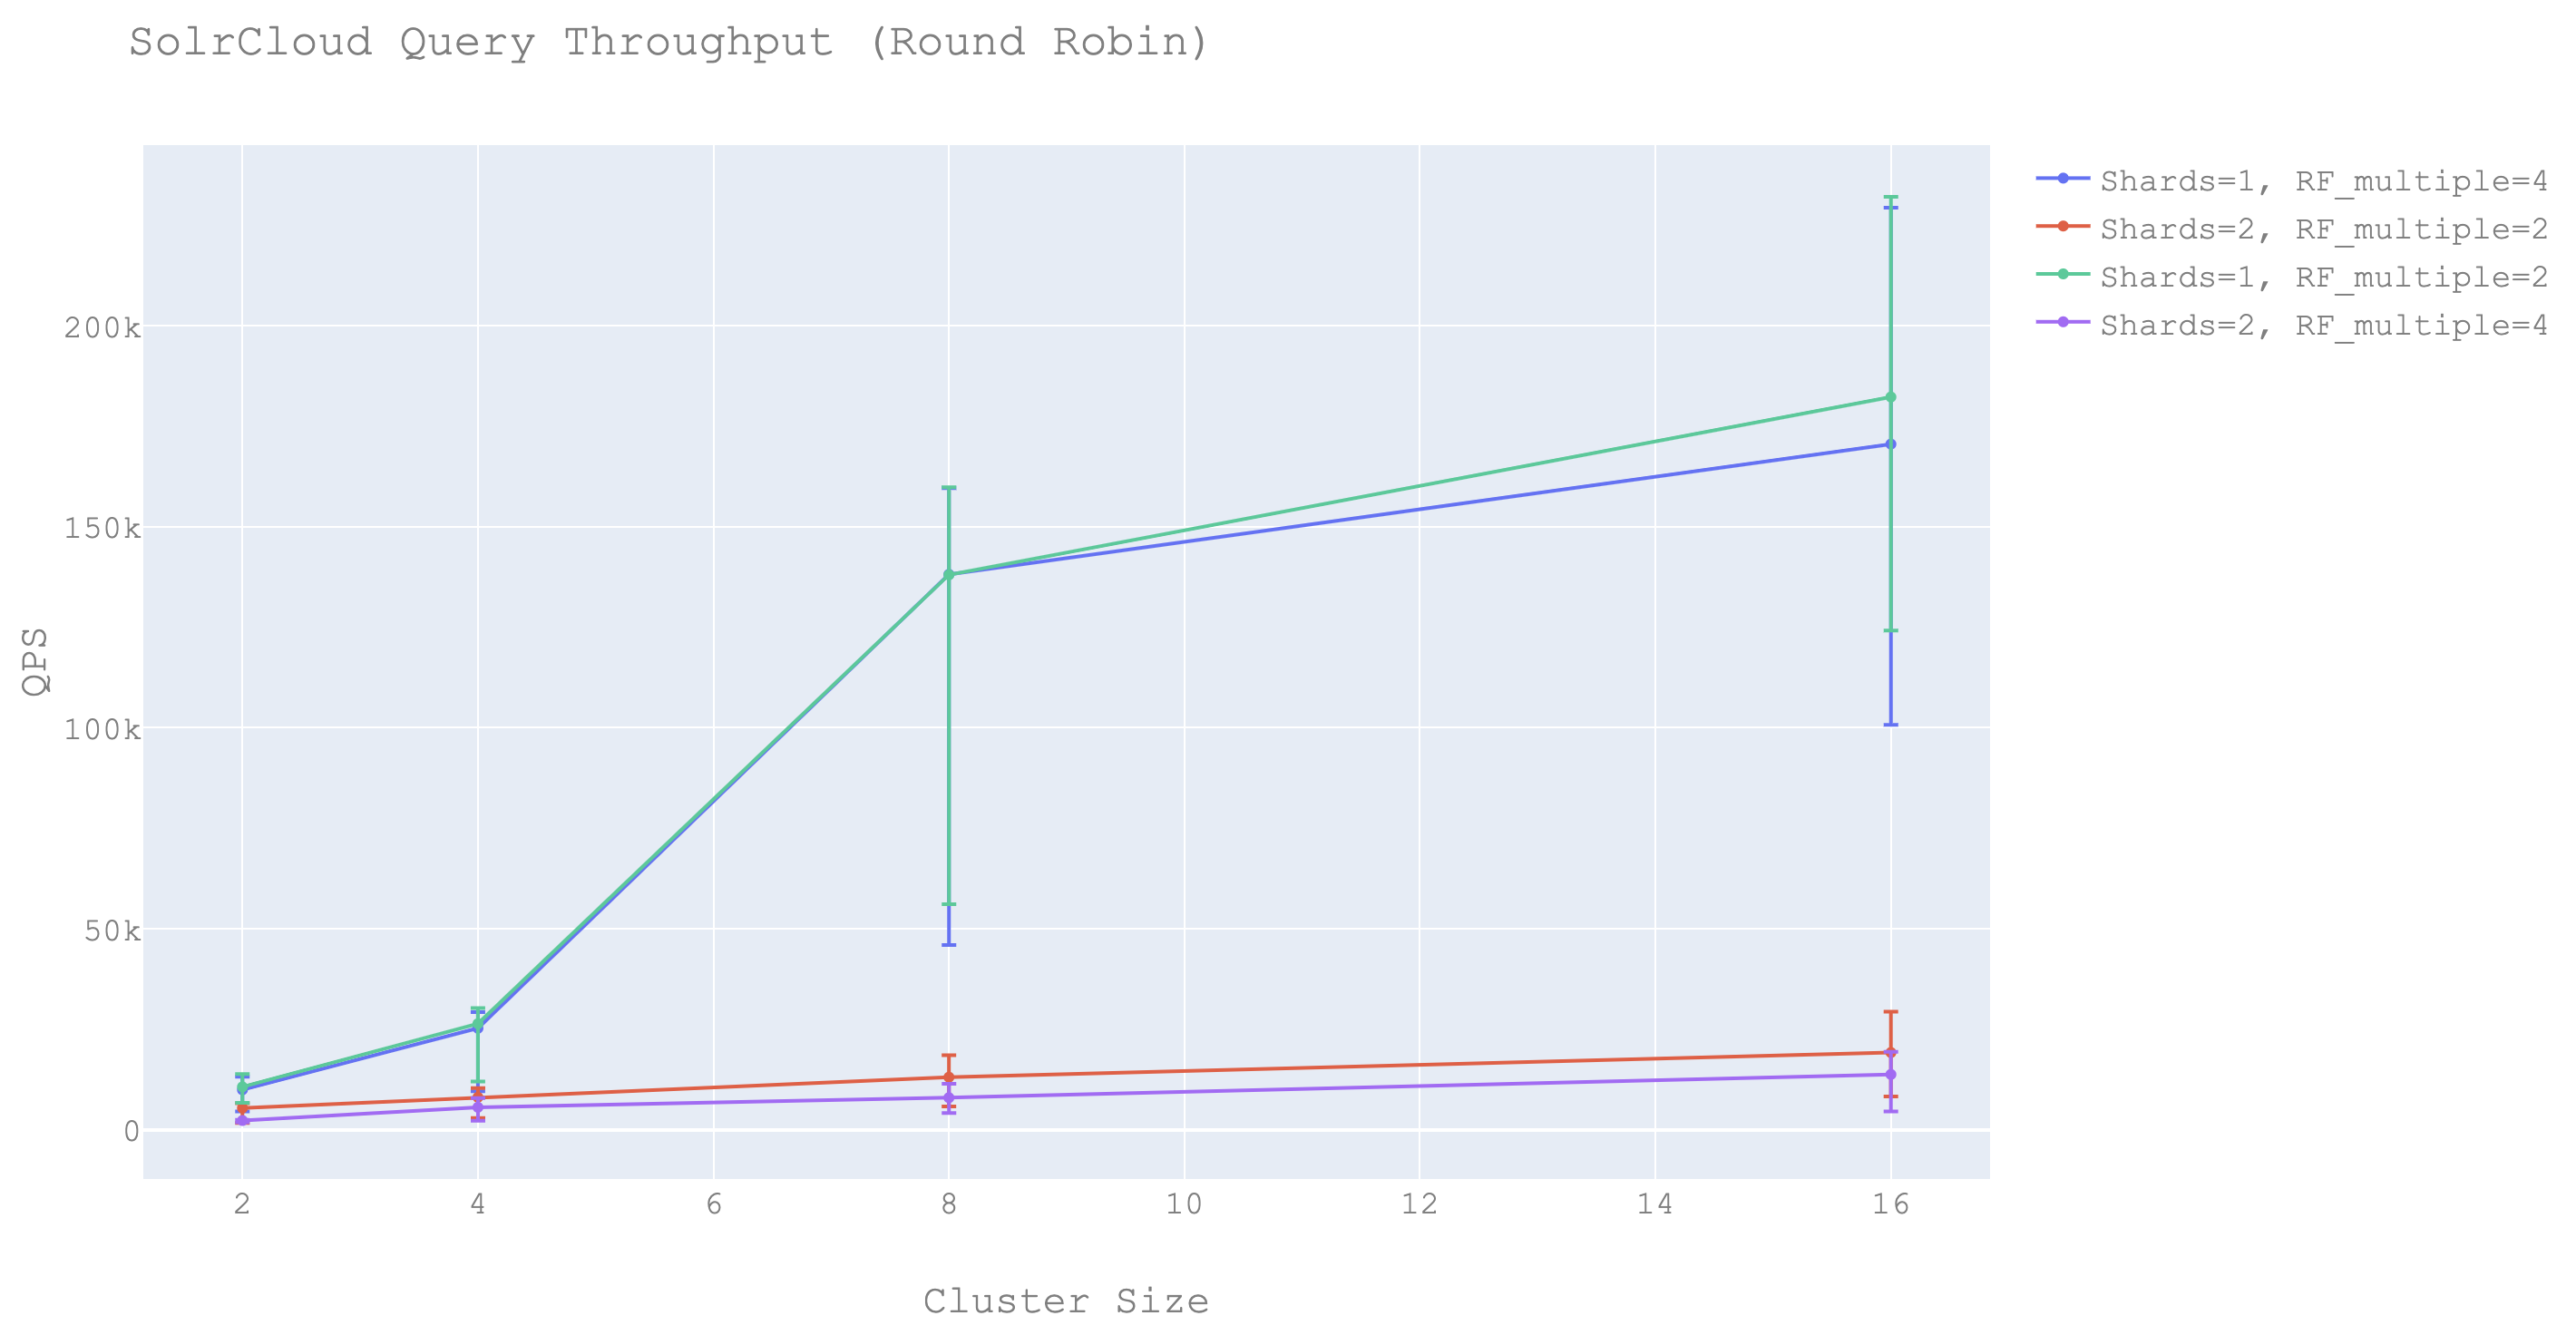 SolrCloud Query Throughput (Round Robin)
Shards=1, RF_multiple=4
Shards=2, RF_multiple=2
Shards=1, RF_multiple=2
Shards=2, RF_multiple=4
QPS
200k
150k
100k
50k
0
2 4 6 8 10 12 14 16
Cluster Size